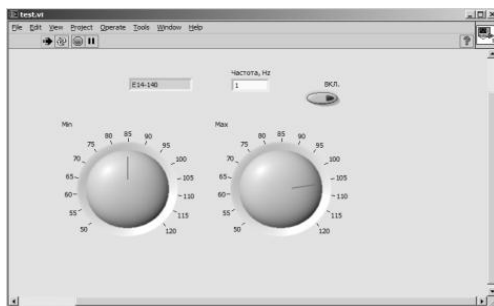 test.vi
File Edit View Project Operate Tools Window Help
?
Частота, Hz
E14-140
1
ВКЛ.
Min
50 55 60 65 70 75 80 85 90 95 100 105 110 115 120
Max
50 55 60 65 70 75 80 85 90 95 100 105 110 115 120